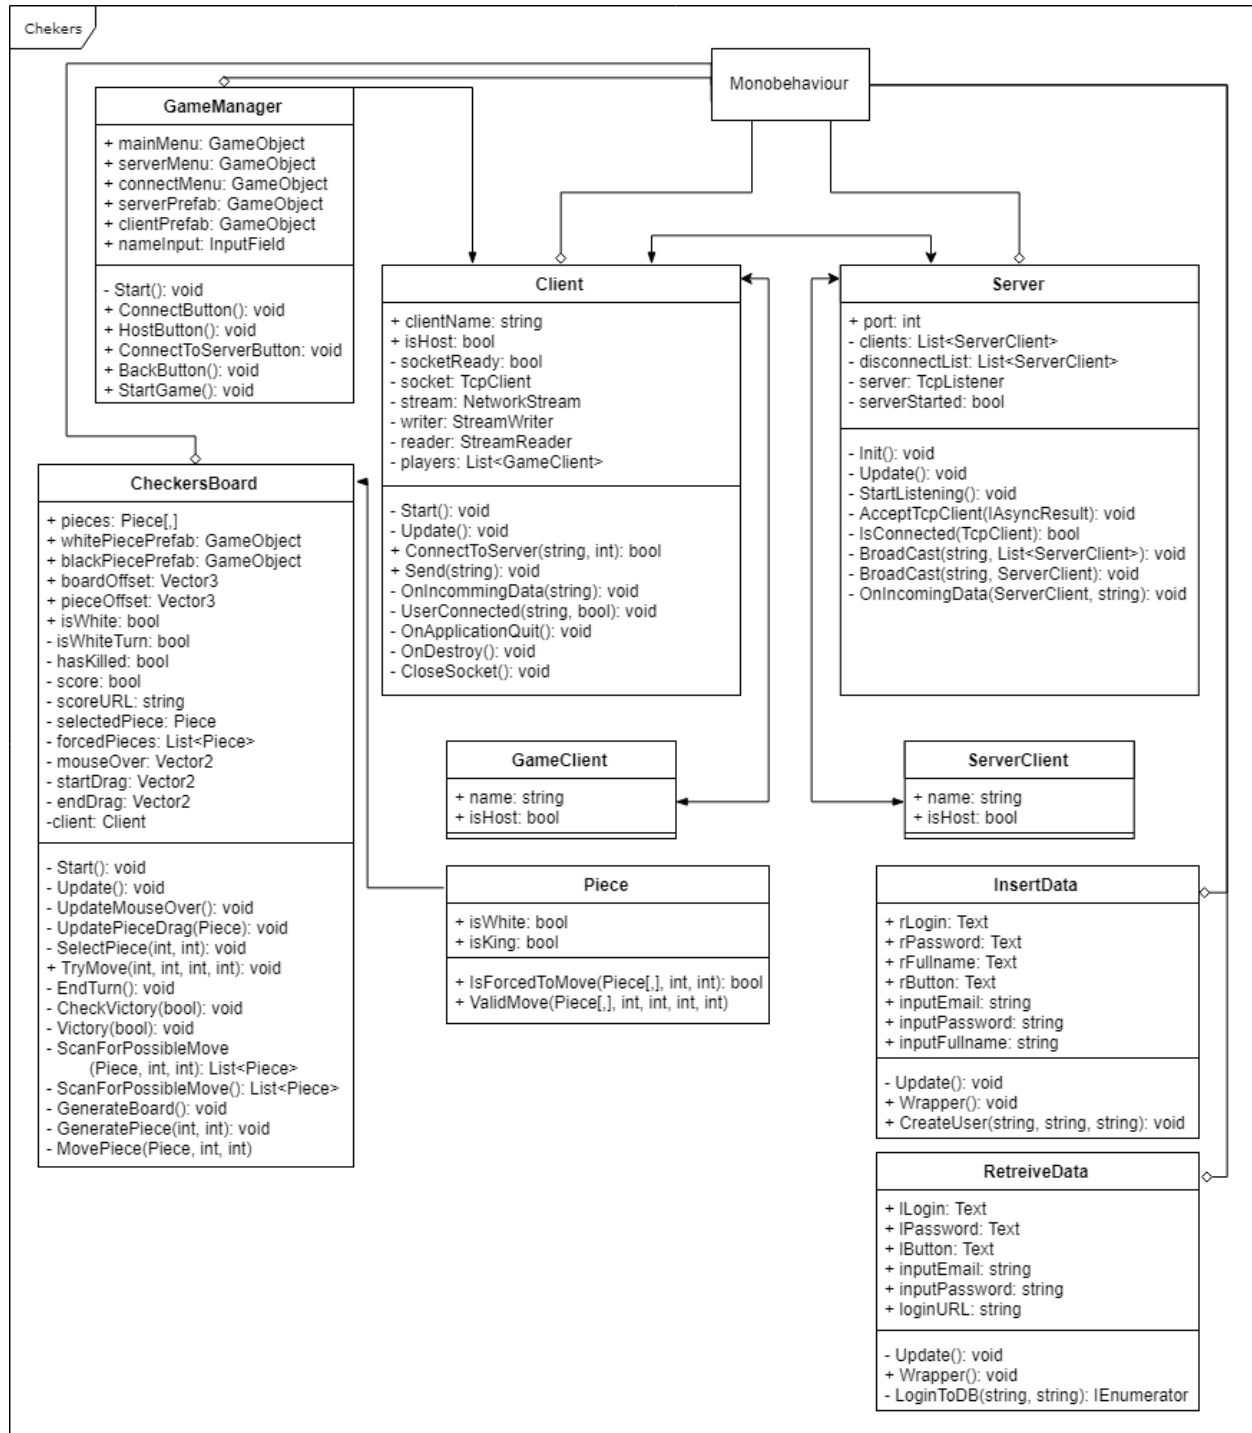 Chekers
Monobehaviour
GameManager
+ mainMenu: GameObject
+ serverMenu: GameObject
+ connectMenu: GameObject
+ serverPrefab: GameObject
+ clientPrefab: GameObject
+ nameInput: InputField
- Start(): void
+ ConnectButton(): void
+ HostButton(): void
+ ConnectToServerButton: void
+ BackButton(): void
+ StartGame(): void
Client
+ clientName: string
+ isHost: bool
- socketReady: bool
- socket: TcpClient
- stream: NetworkStream
- writer: StreamWriter
- reader: StreamReader
- players: List<GameClient>
- Start(): void
- Update(): void
+ ConnectToServer(string, int): bool
+ Send(string): void
- OnIncommingData(string): void
- UserConnected(string, bool): void
- OnApplicationQuit(): void
- OnDestroy(): void
- CloseSocket(): void
Server
+ port: int
- clients: List<ServerClient>
- disconnectList: List<ServerClient>
- server: TcpListener
- serverStarted: bool
- Init(): void
- Update(): void
- StartListening(): void
- AcceptTcpClient(IAsyncResult): void
- IsConnected(TcpClient): bool
- BroadCast(string, List<ServerClient>): void
- BroadCast(string, ServerClient): void
- OnIncomingData(ServerClient, string): void
CheckersBoard
+ pieces: Piece[,]
+ whitePiecePrefab: GameObject
+ blackPiecePrefab: GameObject
+ boardOffset: Vector3
+ pieceOffset: Vector3
+ isWhite: bool
- isWhiteTurn: bool
- hasKilled: bool
- score: bool
- scoreURL: string
- selectedPiece: Piece
- forcedPieces: List<Piece>
- mouseOver: Vector2
- startDrag: Vector2
- endDrag: Vector2
-client: Client
- Start(): void
- Update(): void
- UpdateMouseOver(): void
- UpdatePieceDrag(Piece): void
- SelectPiece(int, int): void
+ TryMove(int, int, int, int): void
- EndTurn(): void
- CheckVictory(bool): void
- Victory(bool): void
- ScanForPossibleMove
(Piece, int, int): List<Piece>
- ScanForPossibleMove(): List<Piece>
- GenerateBoard(): void
- GeneratePiece(int, int): void
- MovePiece(Piece, int, int)
GameClient
+ name: string
+ isHost: bool
ServerClient
+ name: string
+ isHost: bool
Piece
+ isWhite: bool
+ isKing: bool
+ IsForcedToMove(Piece[,], int, int): bool
+ ValidMove(Piece[,], int, int, int, int)
InsertData
+ rLogin: Text
+ rPassword: Text
+ rFullname: Text
+ rButton: Text
+ inputEmail: string
+ inputPassword: string
+ inputFullname: string
- Update(): void
+ Wrapper(): void
+ CreateUser(string, string, string): void
RetreiveData
+ lLogin: Text
+ lPassword: Text
+ lButton: Text
+ inputEmail: string
+ inputPassword: string
+ loginURL: string
- Update(): void
+ Wrapper(): void
- LoginToDB(string, string): IEnumerator